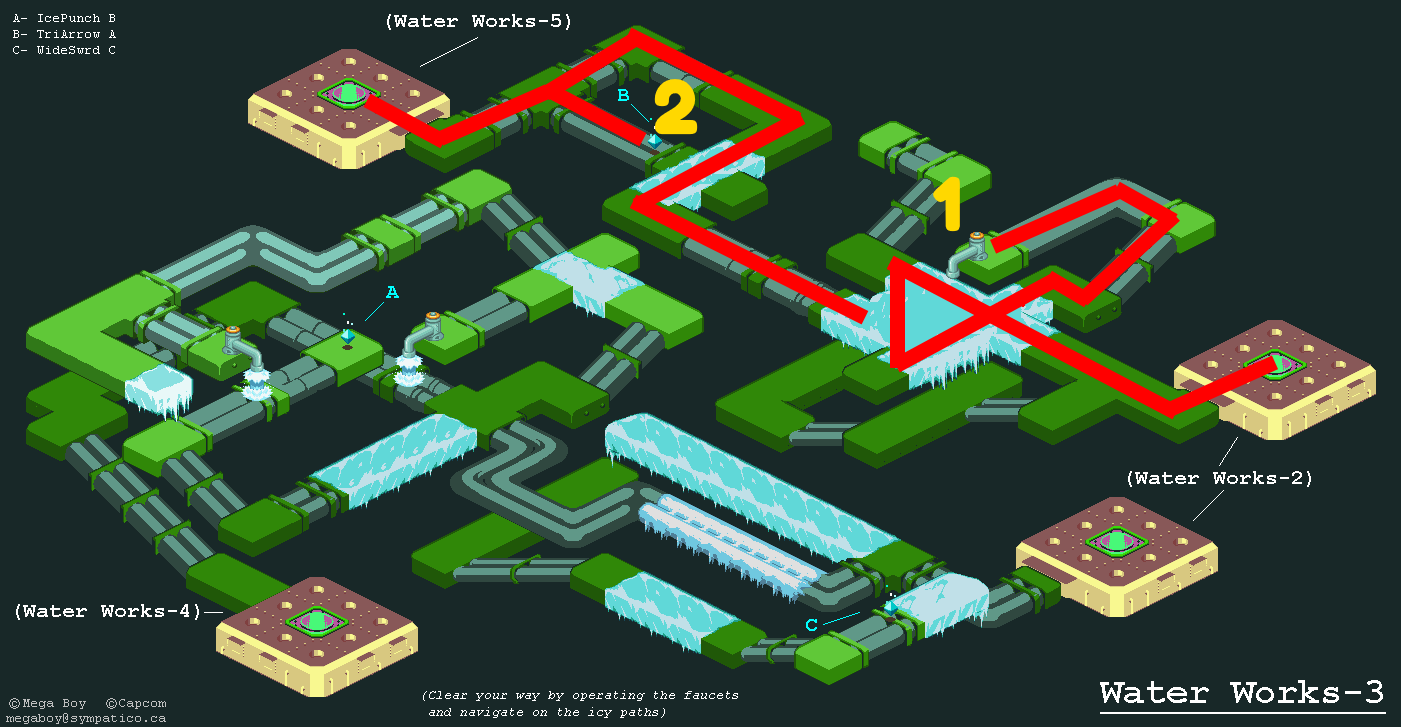 A- IcePunch B
B- TriArrow A
C- WideSwrd C
(Water Works-5)
B
2
1
A
(Water Works-2)
(Water Works-4)
C
(Clear your way by operating the faucets
and navigate on the icy paths)
Water Works-3
©Mega Boy ©Capcom
megaboy@sympatico.ca